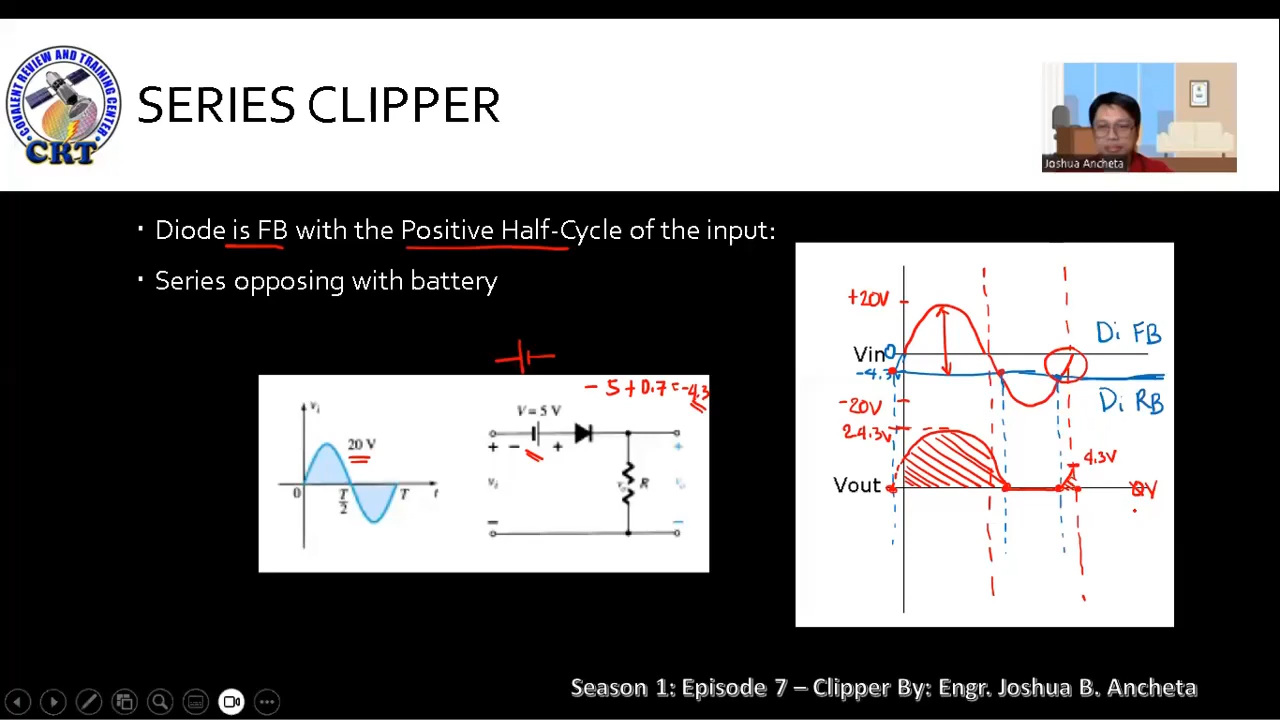 COVALENT REVIEW AND TRAINING CENTER
CRT
SERIES CLIPPER
Joshua Ancheta
▪ Diode is FB with the Positive Half-Cycle of the input:
▪ Series opposing with battery
- 5 + 0.7 = -4.3
V = 5 V
+ - +
vi
20 V
0 T/2 T t
+ - + +
vi R
- -
+20V
Di FB
Vin 0
-4.3V
Di RB
-20V
24.3V
4.3V
Vout 0V
Season 1: Episode 7 – Clipper By: Engr. Joshua B. Ancheta